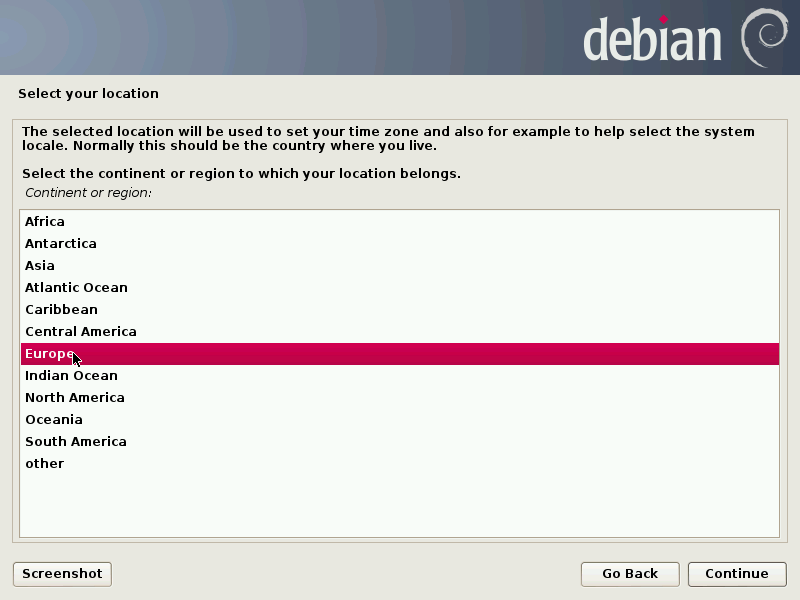 debian
Select your location
The selected location will be used to set your time zone and also for example to help select the system
locale. Normally this should be the country where you live.
Select the continent or region to which your location belongs.
Continent or region:
Africa
Antarctica
Asia
Atlantic Ocean
Caribbean
Central America
Europe
Indian Ocean
North America
Oceania
South America
other
Screenshot
Go Back
Continue